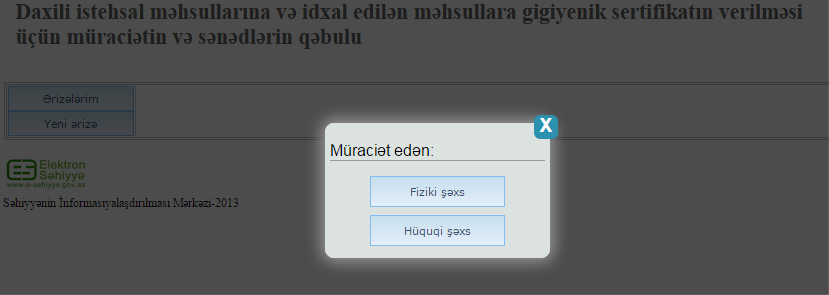 Daxili istehsal məhsullarına və idxal edilən məhsullara gigiyenik sertifikatın verilməsi
üçün müraciətin və sənədlərin qəbulu
Ərizələrim
Yeni ərizə
X
Müraciət edən:
Fiziki şəxs
Hüquqi şəxs
Elektron
Səhiyyə
www.e-sehiyye.gov.az
Səhiyyənin İnformasiyalaşdırılması Mərkəzi-2013